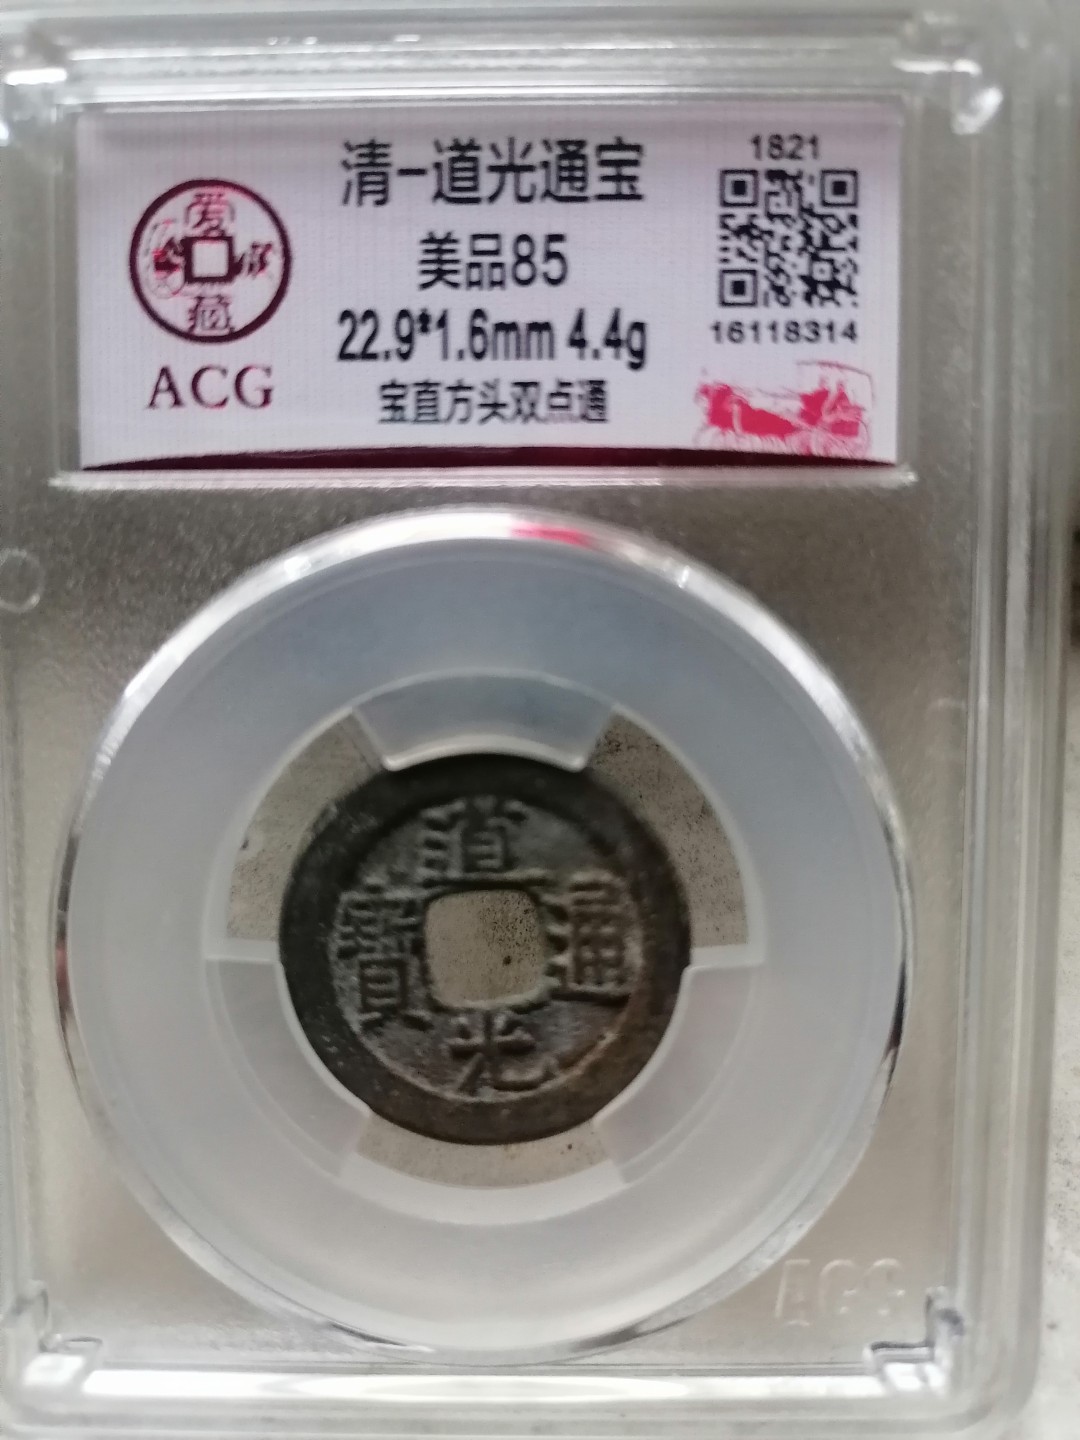 清-道光通宝
美品85
22.9*1.6mm 4.4g
宝直方头双点通
爱
藏
ACG
1821
16118314
道
寶 通
光
ACG